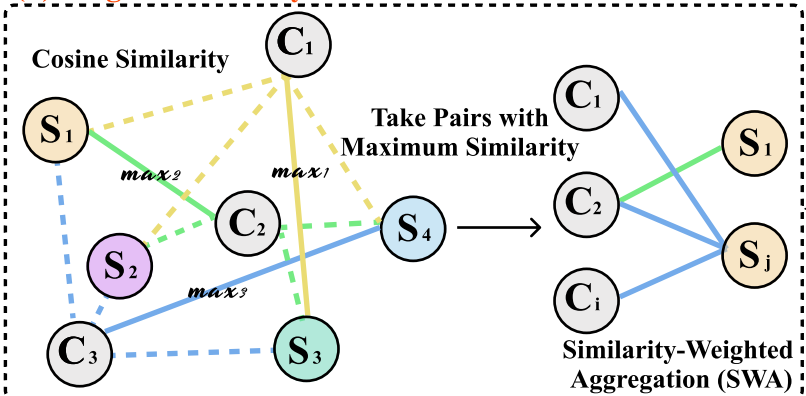 Cosine Similarity
C1
S1
Take Pairs with
Maximum Similarity
max2
max1
C2
S4
S2
max3
C3
S3
C1
S1
C2
Sj
Ci
Similarity-Weighted
Aggregation (SWA)